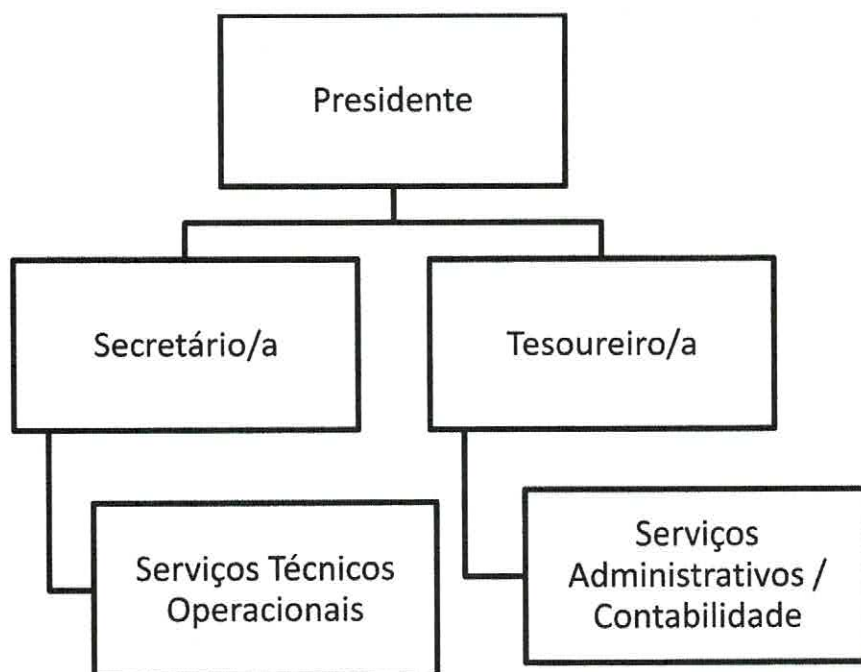 Presidente
Secretário/a
Tesoureiro/a
Serviços Técnicos
Operacionais
Serviços
Administrativos /
Contabilidade